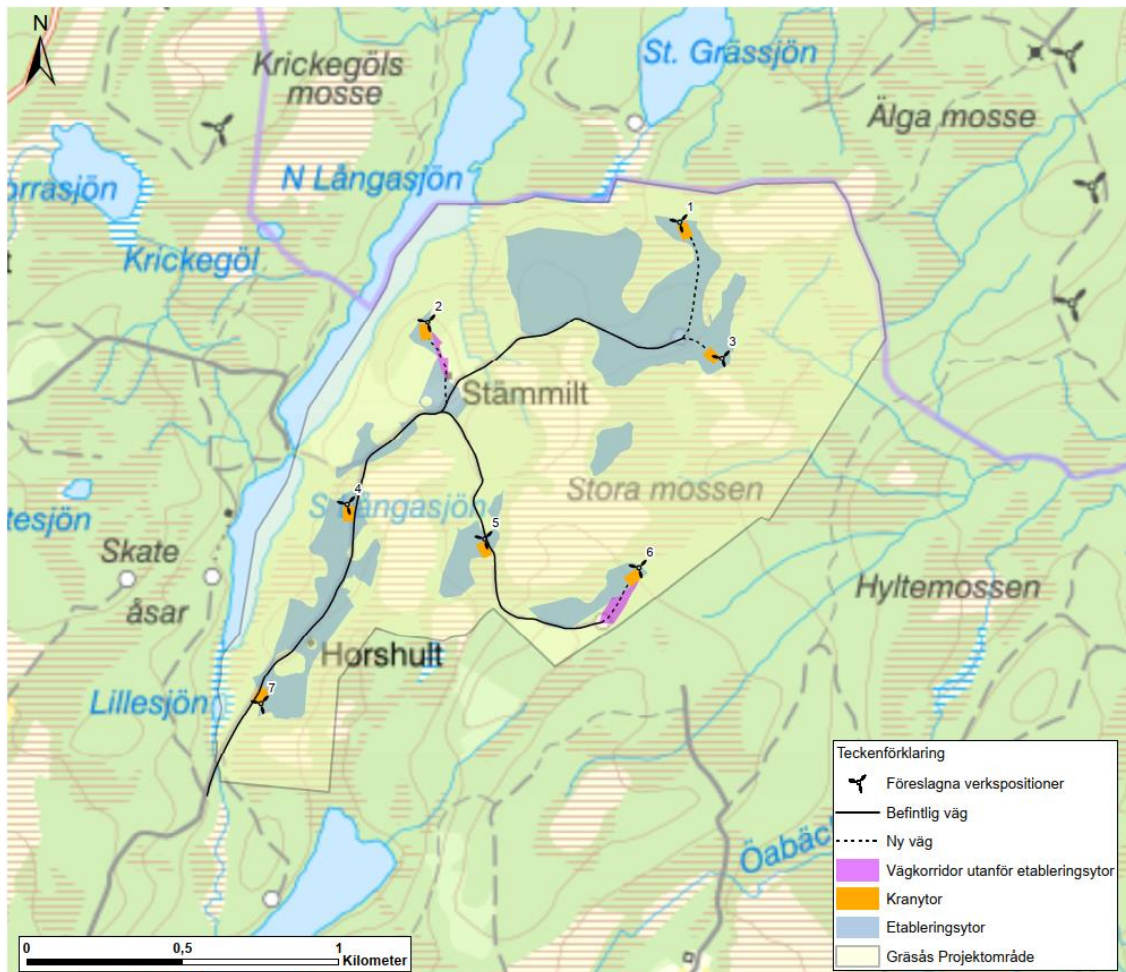 N
Krickegöls
mosse
St. Grässjön
Älga mosse
N Långasjön
orrasjön
Krickegöl
1
2
3
Stämmilt
4
S Långasjön
5
Stora mossen
6
tesjön
Skate
åsar
Hyltemossen
Horshult
Lillesjön
7
Öabäc
Teckenförklaring
Föreslagna verkspositioner
Befintlig väg
Ny väg
Vägkorridor utanför etableringsytor
Kranytor
Etableringsytor
Gräsås Projektområde
0 0,5 1
Kilometer